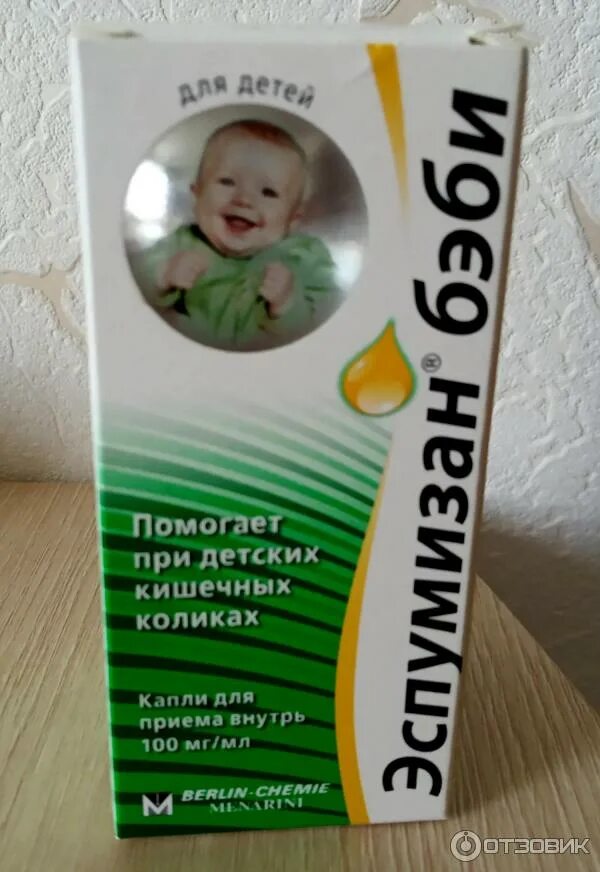 для детей
Эспумизан® бэби
Помогает
при детских
кишечных
коликах
Капли для
приема внутрь
100 мг/мл
BERLIN-CHEMIE
MENARINI
ОТЗОВИК